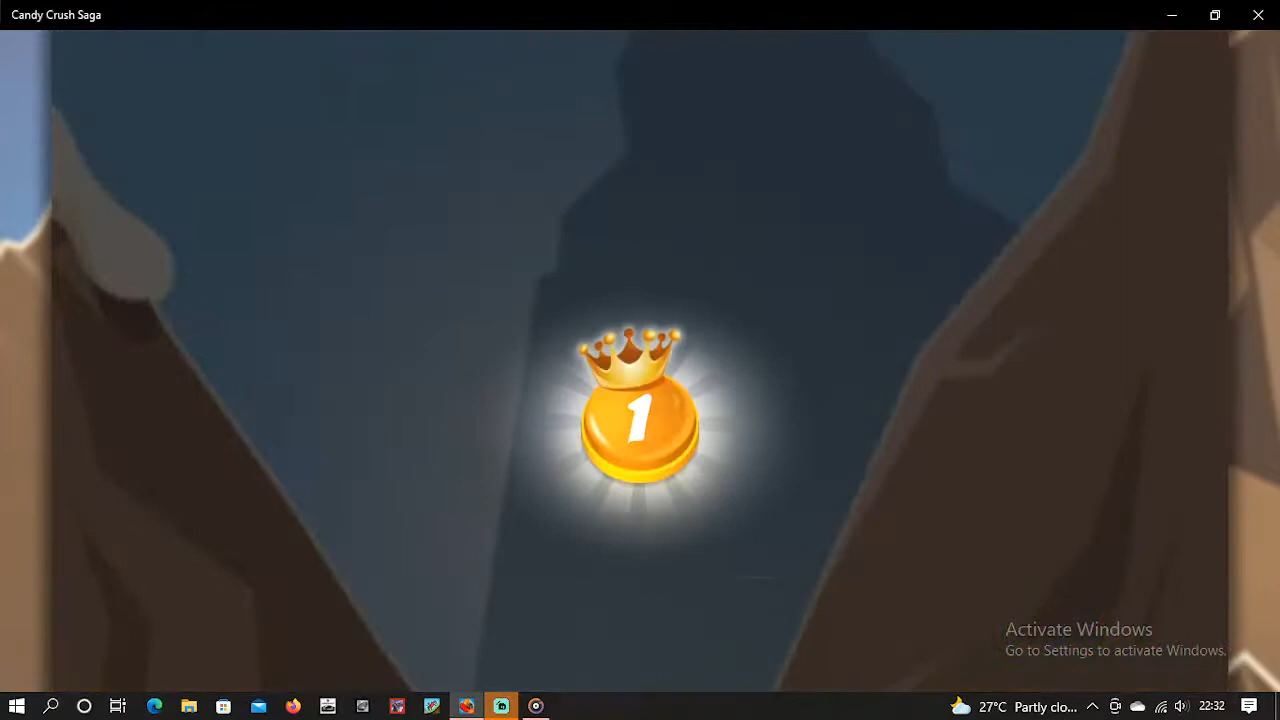 Candy Crush Saga
1
Activate Windows
Go to Settings to activate Windows.
27°C Partly clo... 22:32